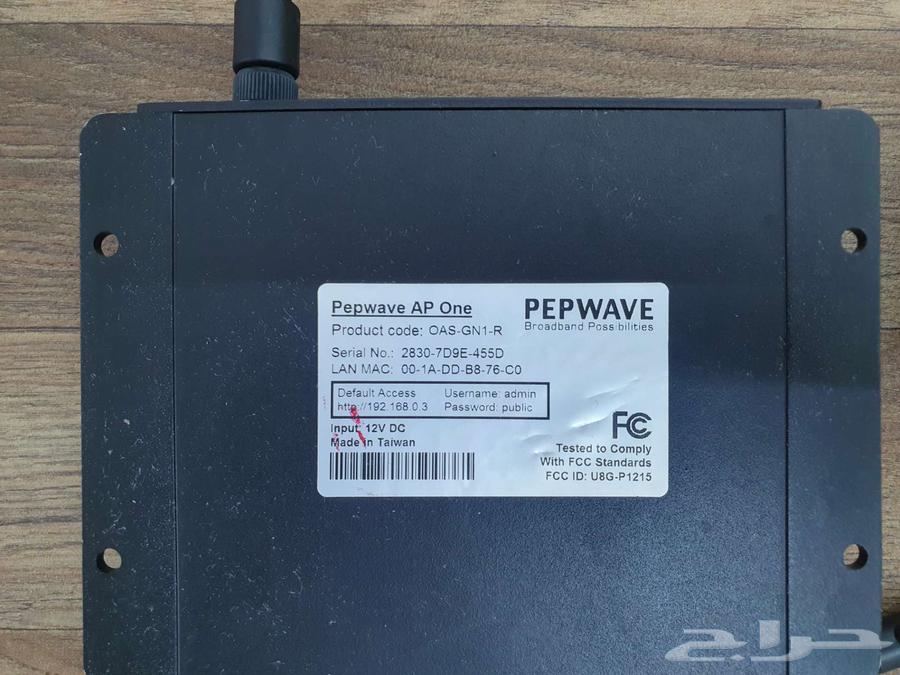 Pepwave AP One
PEPWAVE
Broadband Possibilities
Product code: OAS-GN1-R
Serial No.: 2830-7D9E-455D
LAN MAC: 00-1A-DD-B8-76-C0
Default Access Username: admin
http://192.168.0.3 Password: public
Input: 12V DC
Made in Taiwan
FC
Tested to Comply
With FCC Standards
FCC ID: U8G-P1215
حراج